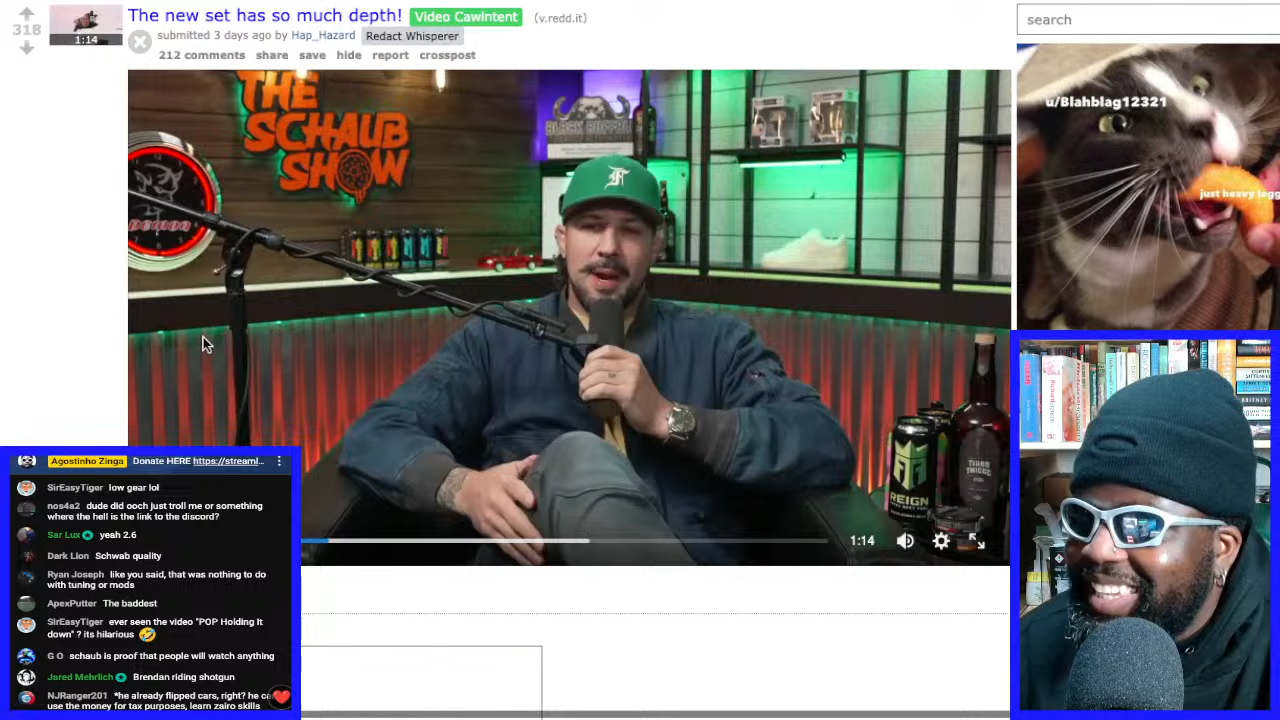 318
1:14
The new set has so much depth! Video Cawintent (v.redd.it)
submitted 3 days ago by Hap_Hazard Redact Whisperer
212 comments share save hide report crosspost
search
u/Blahblag12321
just heavy legg
THE
SCHAUB
SHOW
BLACK BUFFALO
REIGN
TIGER
THICCC
1:14
Agostinho Zinga Donate HERE https://streaml...
SirEasyTiger low gear lol
nos4a2 dude did ooch just troll me or something
where the hell is the link to the discord?
Sar Lux yeah 2.6
Dark Lion Schwab quality
Ryan Joseph like you said, that was nothing to do
with tuning or mods
ApexPutter The baddest
SirEasyTiger ever seen the video "POP Holding It
down" ? its hilarious 🤣
G O schaub is proof that people will watch anything
Jared Mehrlich Brendan riding shotgun
NJRanger201 *he already flipped cars, right? he ca
use the money for tax purposes, learn zairo skills